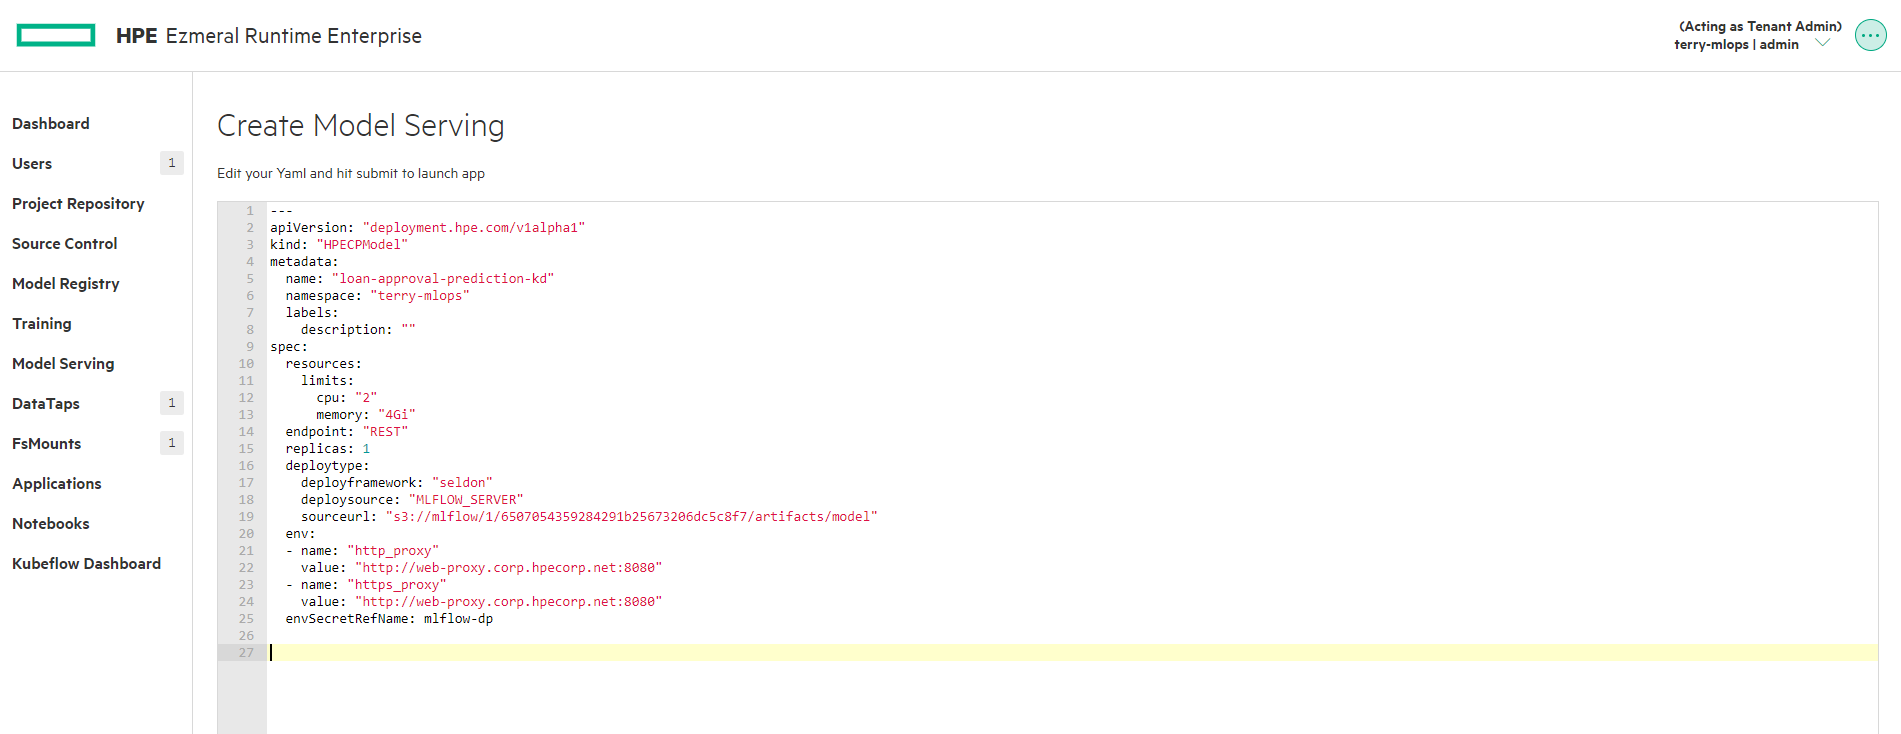 HPE Ezmeral Runtime Enterprise
(Acting as Tenant Admin)
terry-mlops | admin
Dashboard
Users 1
Project Repository
Source Control
Model Registry
Training
Model Serving
DataTaps 1
FsMounts 1
Applications
Notebooks
Kubeflow Dashboard
Create Model Serving
Edit your Yaml and hit submit to launch app
1 ---
2 apiVersion: "deployment.hpe.com/v1alpha1"
3 kind: "HPECPModel"
4 metadata:
5 name: "loan-approval-prediction-kd"
6 namespace: "terry-mlops"
7 labels:
8 description: ""
9 spec:
10 resources:
11 limits:
12 cpu: "2"
13 memory: "4Gi"
14 endpoint: "REST"
15 replicas: 1
16 deploytype:
17 deployframework: "seldon"
18 deploysource: "MLFLOW_SERVER"
19 sourceurl: "s3://mlflow/1/6507054359284291b25673206dc5c8f7/artifacts/model"
20 env:
21 - name: "http_proxy"
22 value: "http://web-proxy.corp.hpecorp.net:8080"
23 - name: "https_proxy"
24 value: "http://web-proxy.corp.hpecorp.net:8080"
25 envSecretRefName: mlflow-dp
26
27